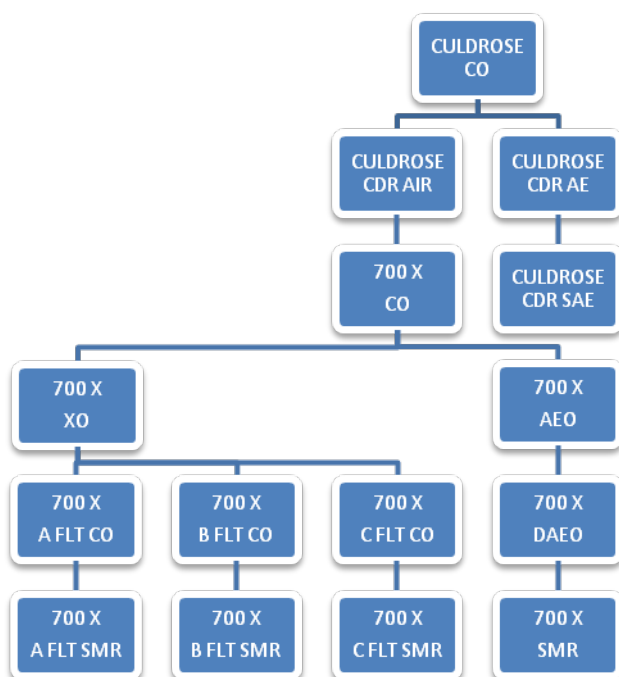 CULDROSE
CO
CULDROSE
CDR AIR
CULDROSE
CDR AE
700 X
CO
CULDROSE
CDR SAE
700 X
XO
700 X
AEO
700 X
A FLT CO
700 X
B FLT CO
700 X
C FLT CO
700 X
DAEO
700 X
A FLT SMR
700 X
B FLT SMR
700 X
C FLT SMR
700 X
SMR